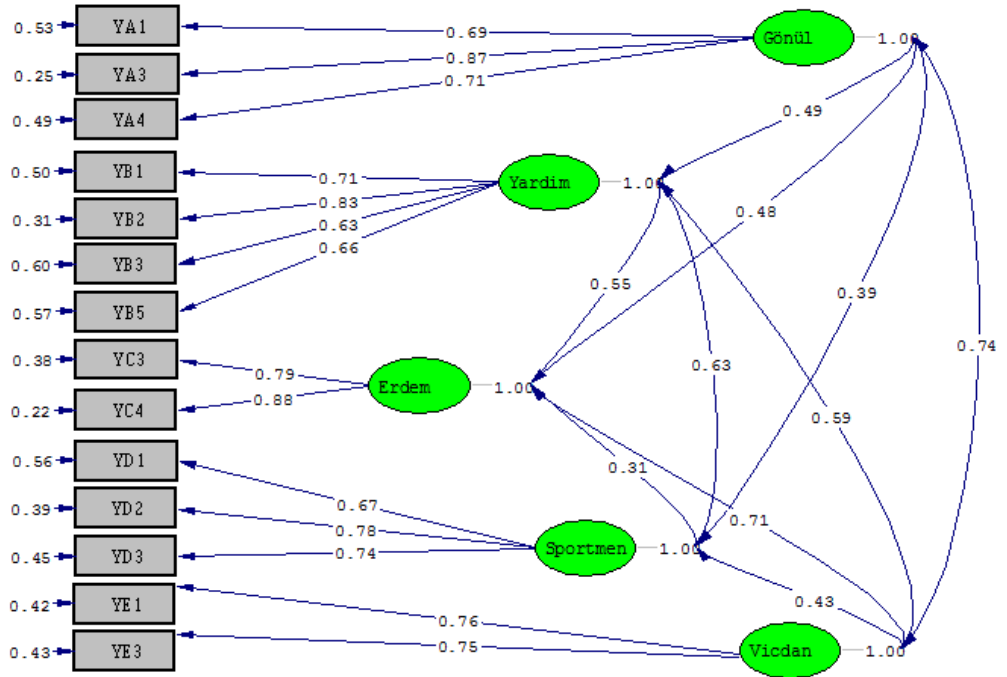 0.53 YA1 0.69 Gönül 1.00
0.25 YA3 0.87
0.49 YA4 0.71
0.49
0.50 YB1 0.71 Yardim 1.00
0.31 YB2 0.83
0.63
0.48
0.60 YB3
0.66
0.57 YB5 0.55 0.39
0.38 YC3 0.74
0.79 0.63
Erdem 1.00
0.22 YC4 0.88
0.59
0.56 YD1 0.31
0.67
0.39 YD2 0.71
0.78
0.45 YD3 0.74 Sportmen 1.00
0.42 YE1 0.43
0.76
0.43 YE3 0.75 Vicdan 1.00